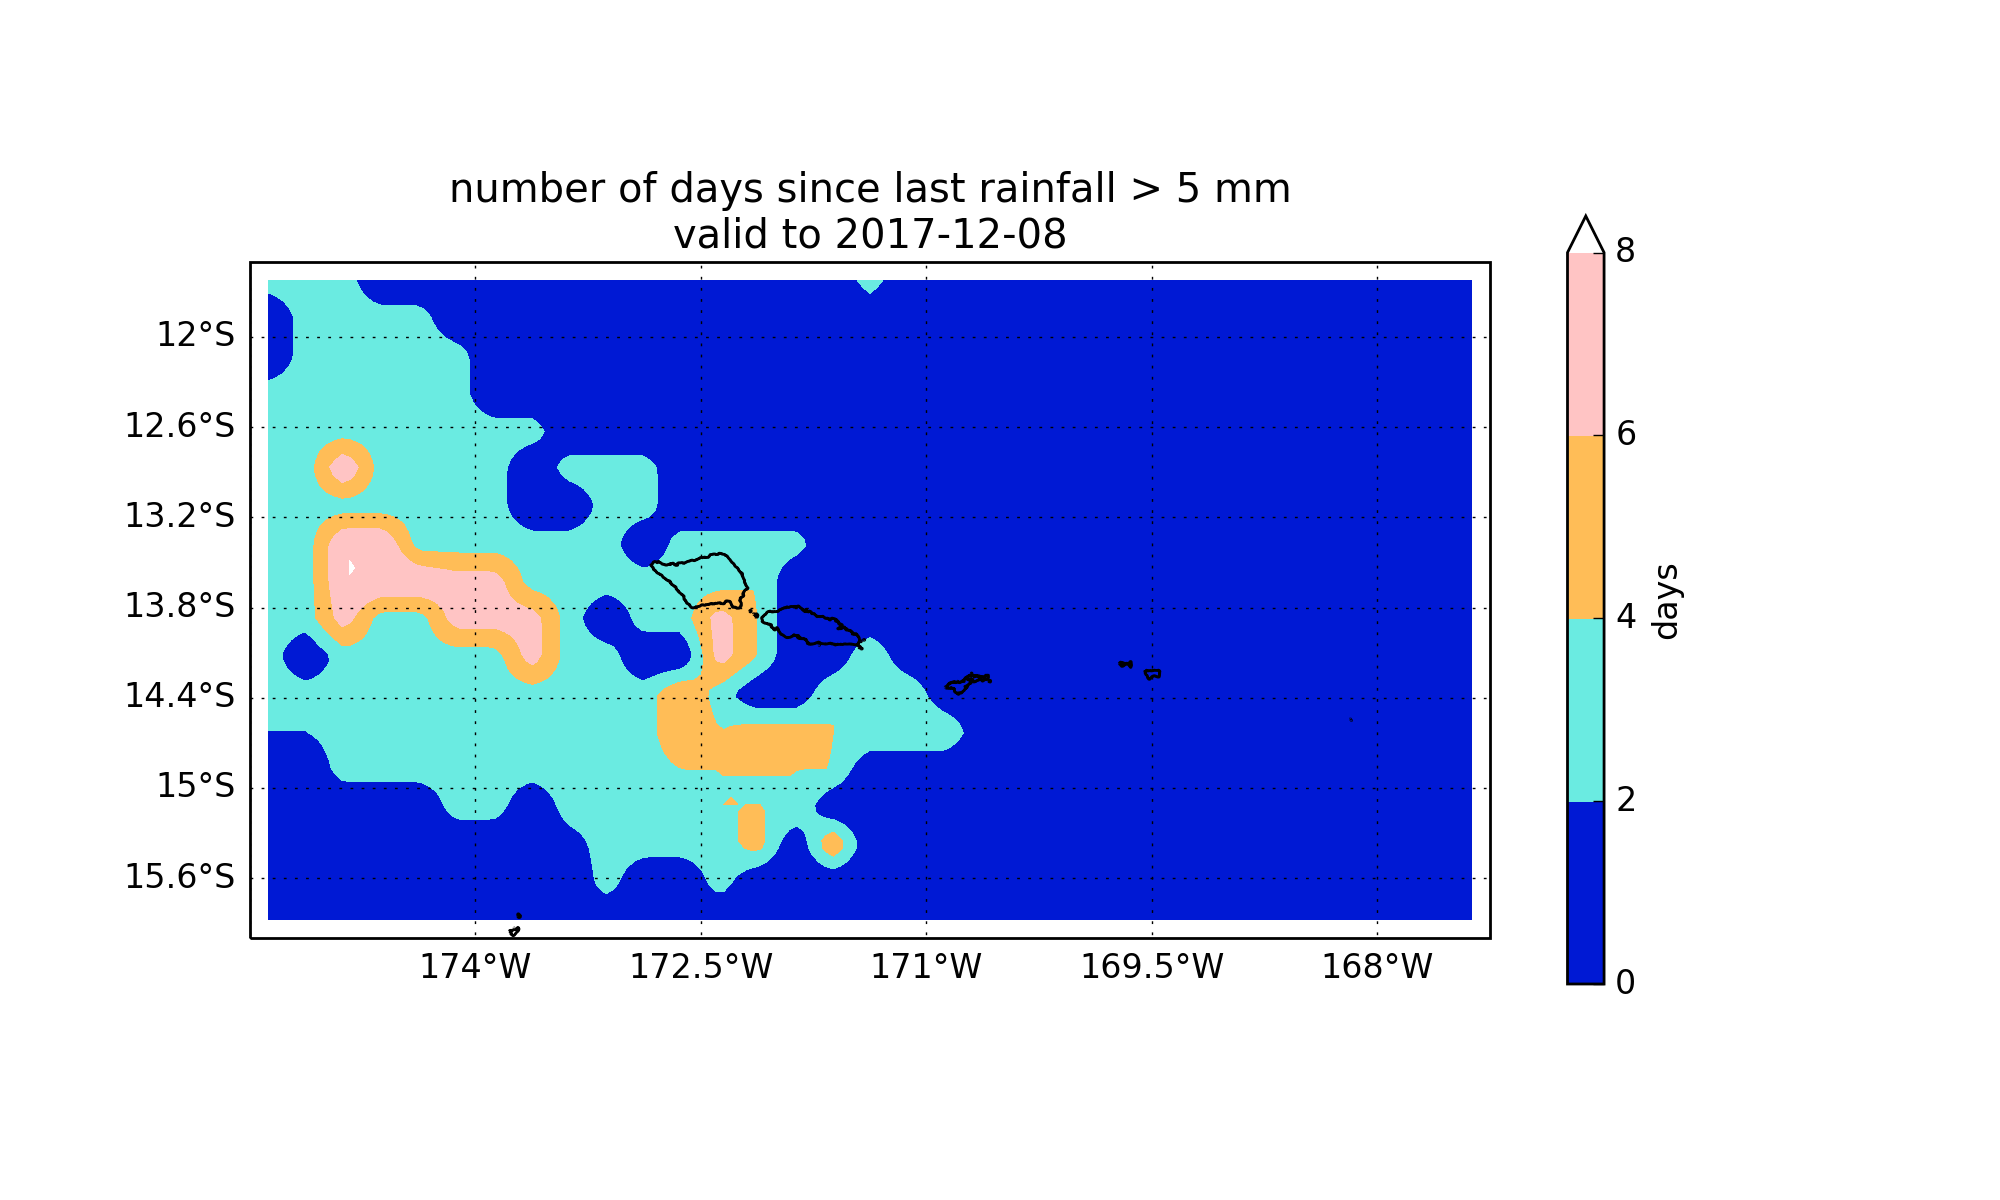 number of days since last rainfall > 5 mm
valid to 2017-12-08
12°S
12.6°S
13.2°S
13.8°S
14.4°S
15°S
15.6°S
174°W
172.5°W
171°W
169.5°W
168°W
8
6
4
2
0
days